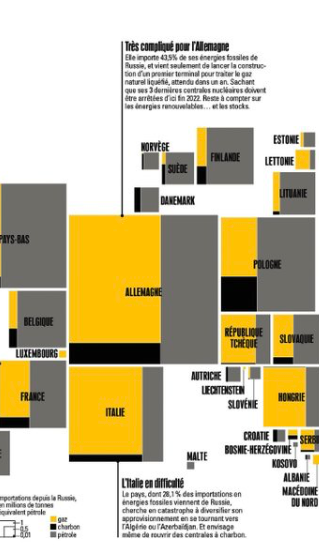 Très compliqué pour l'Allemagne
Elle importe 43,5% de ses énergies fossiles de
Russie, et vient seulement de lancer la construc-
tion d'un premier terminal pour traiter le gaz
naturel liquéfié, attendu dans un an. Sachant
que ses 3 dernières centrales nucléaires doivent
être arrêtées d'ici fin 2022. Reste à compter sur
les énergies renouvelables… et les stocks.
NORVÈGE
SUÈDE
FINLANDE
ESTONIE
LETTONIE
LITUANIE
DANEMARK
PAYS-BAS
ALLEMAGNE
POLOGNE
BELGIQUE
LUXEMBOURG
RÉPUBLIQUE
TCHÈQUE
SLOVAQUIE
FRANCE
ITALIE
AUTRICHE
LIECHTENSTEIN
SLOVÉNIE
HONGRIE
CROATIE
BOSNIE-HERZÉGOVINE
SERBI
KOSOVO
ALBANIE
MACÉDOINE
DU NORD
MALTE
L'Italie en difficulté
Le pays, dont 28,1 % des importations en
énergies fossiles viennent de Russie,
cherche en catastrophe à diversifier son
approvisionnement en se tournant vers
l'Algérie ou l'Azerbaïdjan. Et envisage
même de rouvrir des centrales à charbon.
mportations depuis la Russie,
en millions de tonnes
équivalent pétrole
1
0,5
0,01
gaz
charbon
pétrole